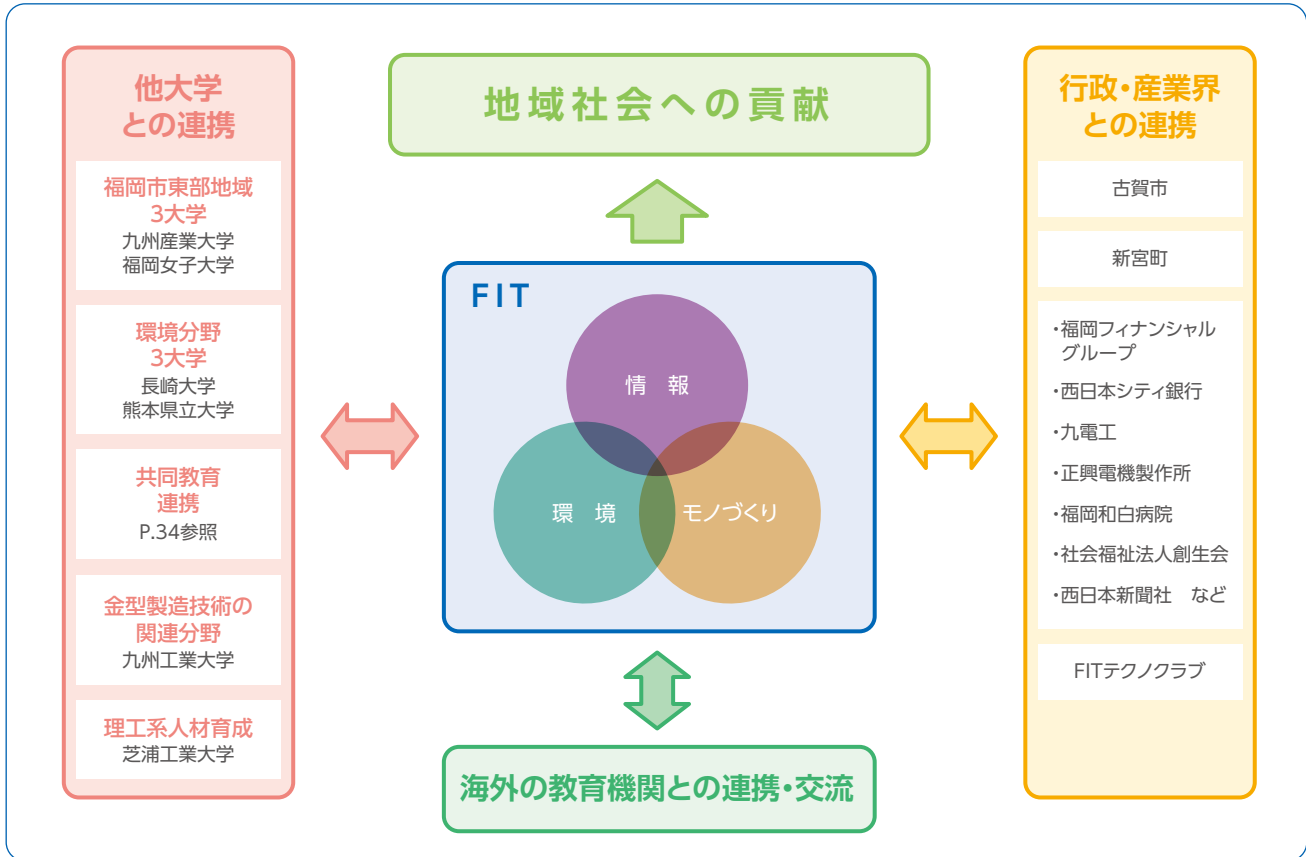 他大学
との連携
福岡市東部地域
3大学
九州産業大学
福岡女子大学
環境分野
3大学
長崎大学
熊本県立大学
共同教育
連携
P.34参照
金型製造技術の
関連分野
九州工業大学
理工系人材育成
芝浦工業大学
地域社会への貢献
FIT
情 報
環 境
モノづくり
海外の教育機関との連携・交流
行政・産業界
との連携
古賀市
新宮町
・福岡フィナンシャル
グループ
・西日本シティ銀行
・九電工
・正興電機製作所
・福岡和白病院
・社会福祉法人創生会
・西日本新聞社 など
FITテクノクラブ